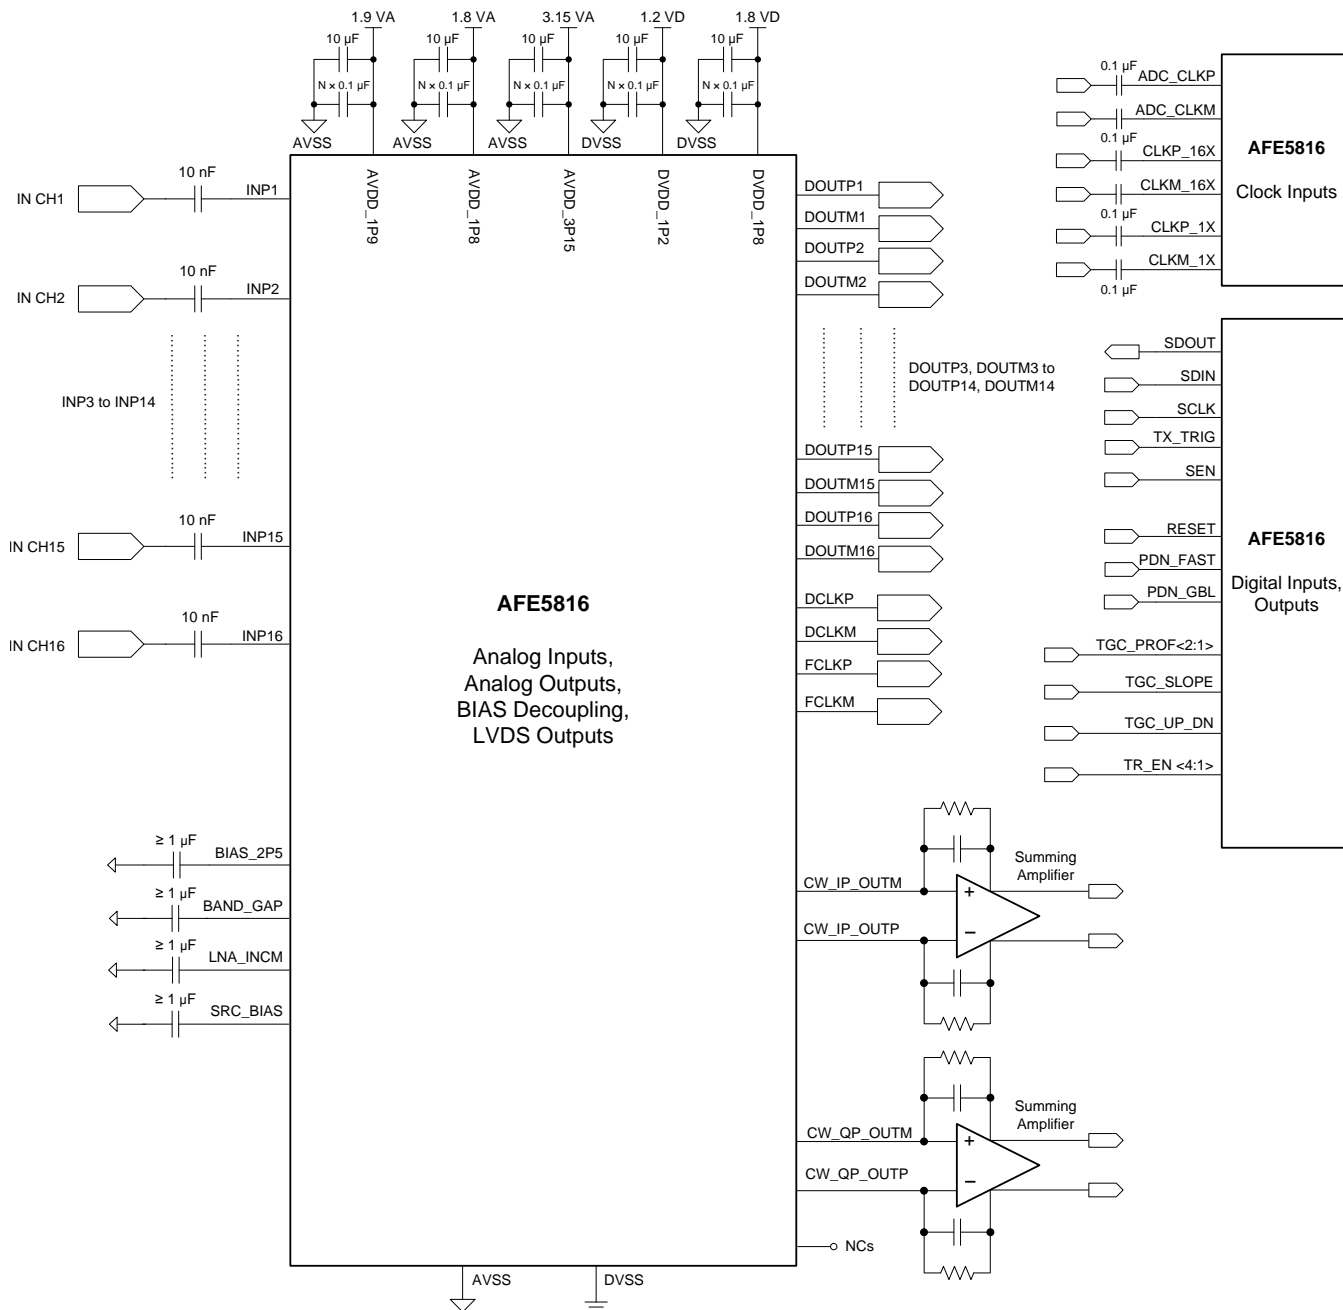 1.9 VA
1.8 VA
3.15 VA
1.2 VD
1.8 VD
10 µF
10 µF
10 µF
10 µF
10 µF
N × 0.1 µF
N × 0.1 µF
N × 0.1 µF
N × 0.1 µF
N × 0.1 µF
AVSS
AVSS
AVSS
DVSS
DVSS
AVDD_1P9
AVDD_1P8
AVDD_3P15
DVDD_1P2
DVDD_1P8
10 nF
IN CH1
INP1
10 nF
IN CH2
INP2
INP3 to INP14
10 nF
IN CH15
INP15
10 nF
IN CH16
INP16
≥ 1 µF
BIAS_2P5
≥ 1 µF
BAND_GAP
≥ 1 µF
LNA_INCM
≥ 1 µF
SRC_BIAS
AFE5816
Analog Inputs,
Analog Outputs,
BIAS Decoupling,
LVDS Outputs
AVSS
DVSS
DOUTP1
DOUTM1
DOUTP2
DOUTM2
DOUTP3, DOUTM3 to
DOUTP14, DOUTM14
DOUTP15
DOUTM15
DOUTP16
DOUTM16
DCLKP
DCLKM
FCLKP
FCLKM
CW_IP_OUTM
CW_IP_OUTP
+
−
Summing
Amplifier
CW_QP_OUTM
CW_QP_OUTP
+
−
Summing
Amplifier
NCs
0.1 µF
ADC_CLKP
ADC_CLKM
0.1 µF
CLKP_16X
CLKM_16X
0.1 µF
CLKP_1X
CLKM_1X
0.1 µF
AFE5816
Clock Inputs
SDOUT
SDIN
SCLK
TX_TRIG
SEN
RESET
PDN_FAST
PDN_GBL
TGC_PROF<2:1>
TGC_SLOPE
TGC_UP_DN
TR_EN <4:1>
AFE5816
Digital Inputs,
Outputs